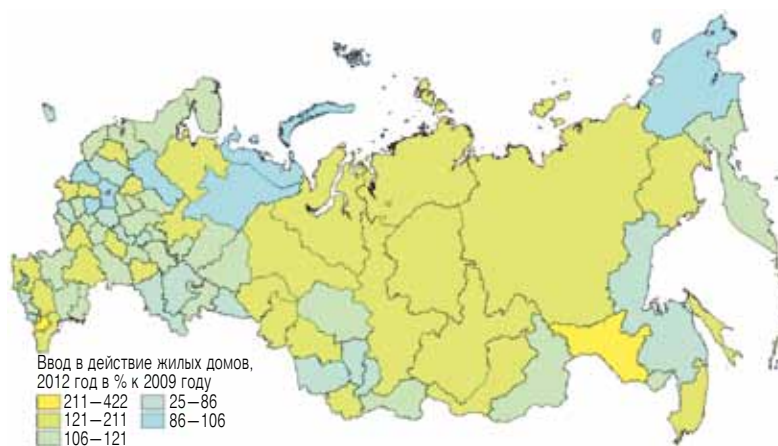 Ввод в действие жилых домов,
2012 год в % к 2009 году
211–422
121–211
106–121
25–86
86–106